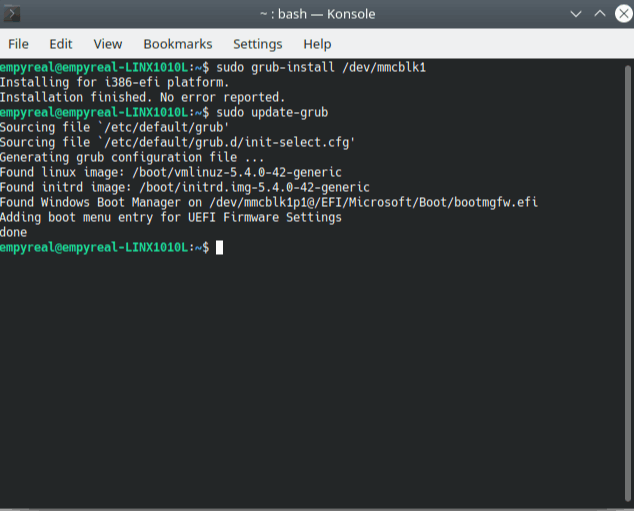 ~ : bash — Konsole
File Edit View Bookmarks Settings Help
empyreal@empyreal-LINX1010L:~$ sudo grub-install /dev/mmcblk1
Installing for i386-efi platform.
Installation finished. No error reported.
empyreal@empyreal-LINX1010L:~$ sudo update-grub
Sourcing file `/etc/default/grub'
Sourcing file `/etc/default/grub.d/init-select.cfg'
Generating grub configuration file ...
Found linux image: /boot/vmlinuz-5.4.0-42-generic
Found initrd image: /boot/initrd.img-5.4.0-42-generic
Found Windows Boot Manager on /dev/mmcblk1p1@/EFI/Microsoft/Boot/bootmgfw.efi
Adding boot menu entry for UEFI Firmware Settings
done
empyreal@empyreal-LINX1010L:~$